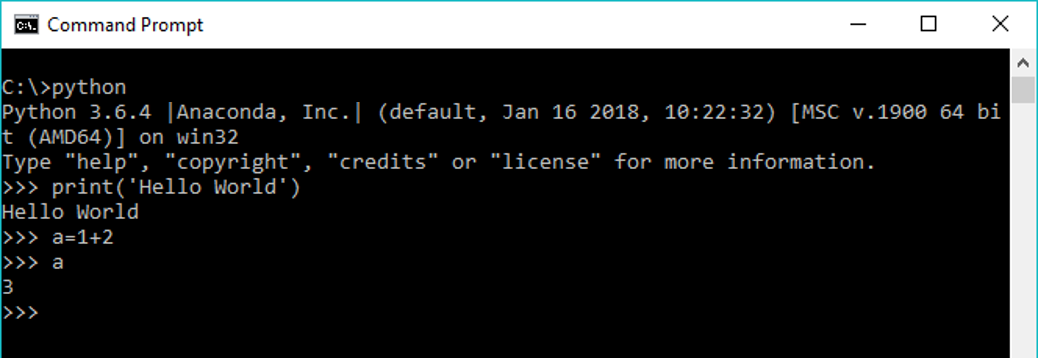 Command Prompt
C:\>python
Python 3.6.4 |Anaconda, Inc.| (default, Jan 16 2018, 10:22:32) [MSC v.1900 64 bi
t (AMD64)] on win32
Type "help", "copyright", "credits" or "license" for more information.
>>> print('Hello World')
Hello World
>>> a=1+2
>>> a
3
>>>